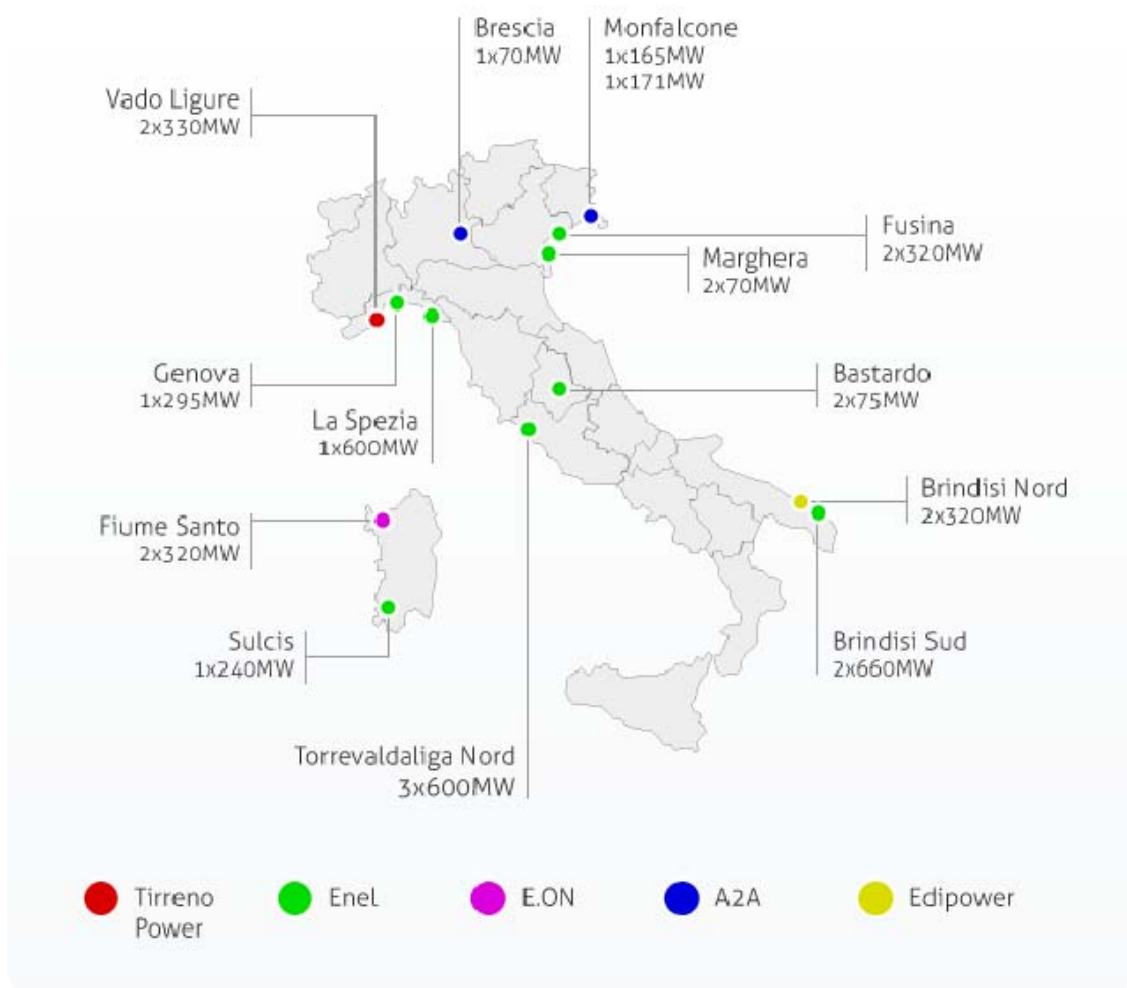 Brescia
1x70MW
Monfalcone
1x165MW
1x171MW
Vado Ligure
2x330MW
Fusina
2x320MW
Marghera
2x70MW
Genova
1x295MW
La Spezia
1x600MW
Bastardo
2x75MW
Brindisi Nord
2x320MW
Fiume Santo
2x320MW
Sulcis
1x240MW
Brindisi Sud
2x660MW
Torrevaldaliga Nord
3x600MW
Tirreno
Power
Enel
E.ON
A2A
Edipower